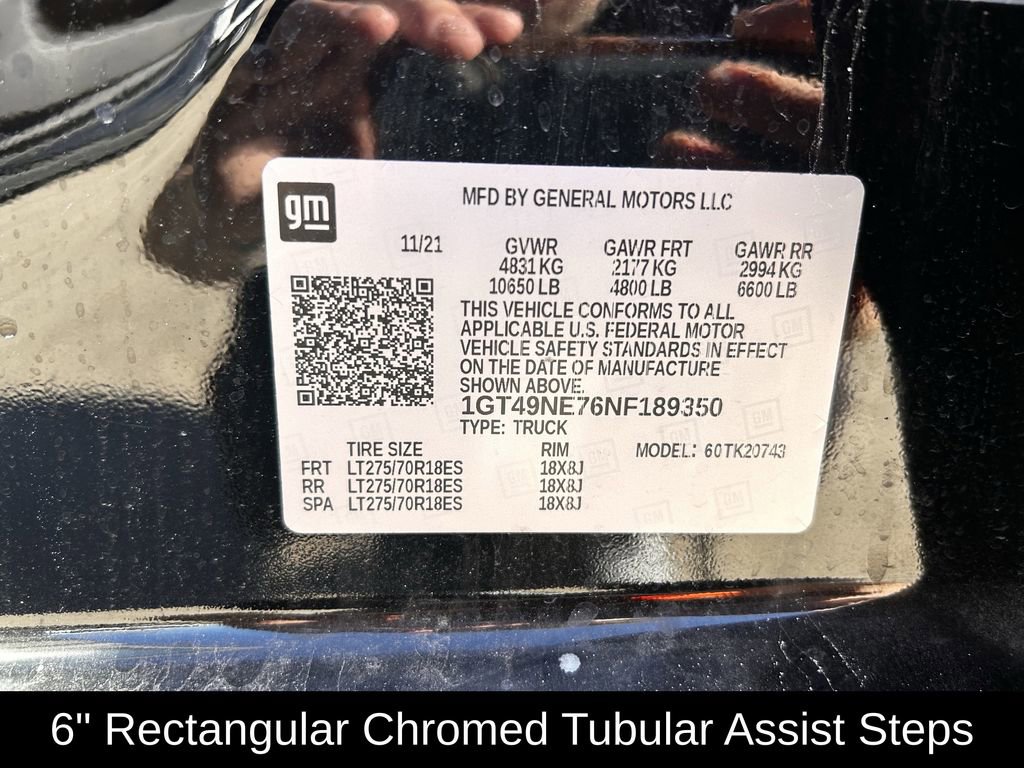 gm
MFD BY GENERAL MOTORS LLC
11/21 GVWR GAWR FRT GAWR RR
4831 KG 2177 KG 2994 KG
10650 LB 4800 LB 6600 LB
THIS VEHICLE CONFORMS TO ALL
APPLICABLE U.S. FEDERAL MOTOR
VEHICLE SAFETY STANDARDS IN EFFECT
ON THE DATE OF MANUFACTURE
SHOWN ABOVE.
1GT49NE76NF189350
TYPE: TRUCK
TIRE SIZE RIM MODEL: 60TK20743
FRT LT275/70R18ES 18X8J
RR LT275/70R18ES 18X8J
SPA LT275/70R18ES 18X8J
6" Rectangular Chromed Tubular Assist Steps